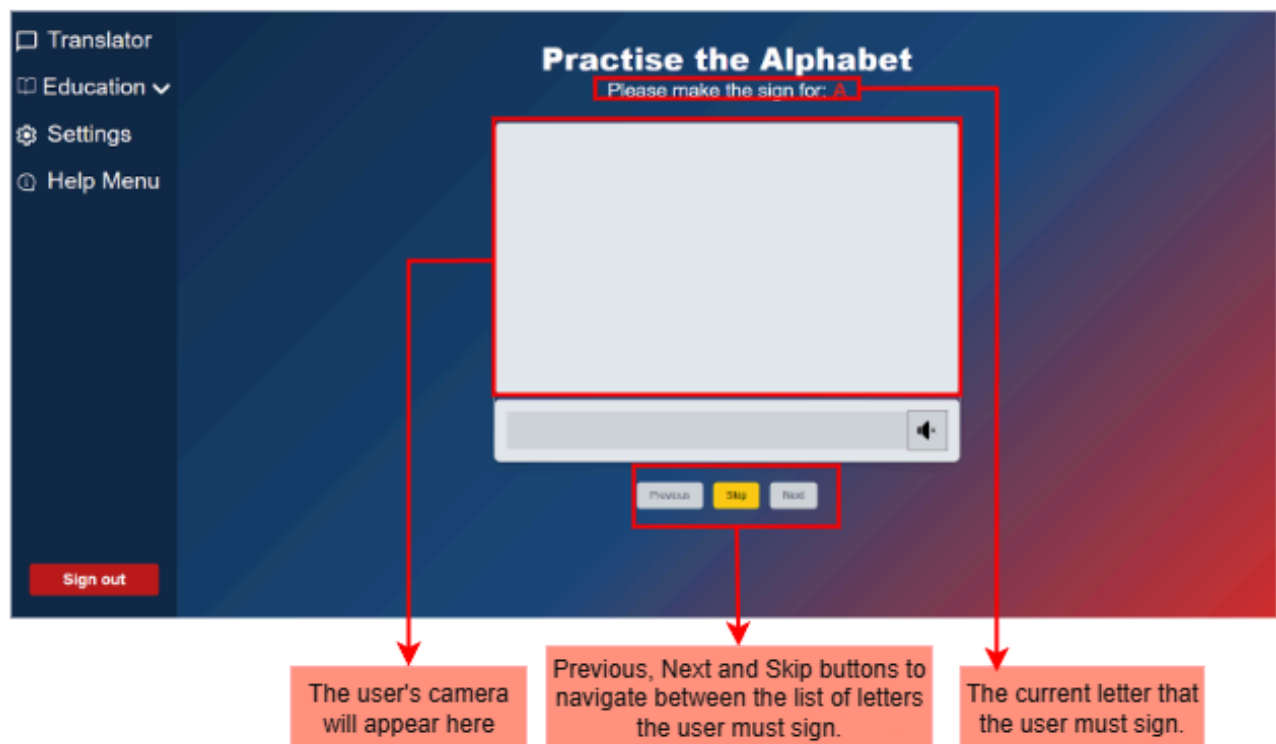 Translator
Education
Settings
Help Menu
Sign out
Practise the Alphabet
Please make the sign for: A
Previous
Skip
Next
The user's camera
will appear here
Previous, Next and Skip buttons to
navigate between the list of letters
the user must sign.
The current letter that
the user must sign.